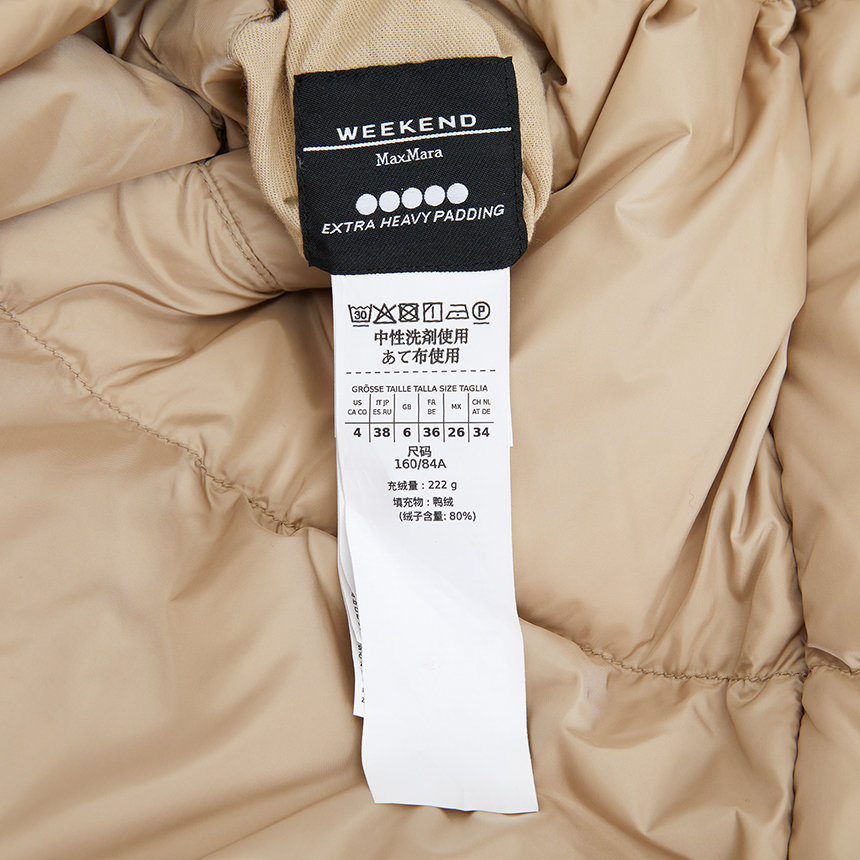 WEEKEND
MaxMara
EXTRA HEAVY PADDING
30 P
中性洗剤使用
あて布使用
GRÖSSE TAILLE TALLA SIZE TAGLIA
US CA CO IT JP ES RU GB FR BE MX CH NL AT DE
4 38 6 36 26 34
尺码
160/84A
充绒量：222 g
填充物：鸭绒
(绒子含量: 80%)